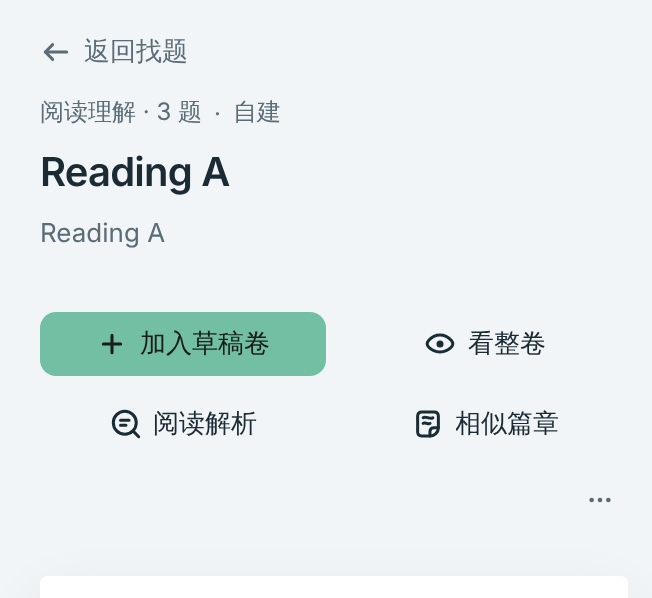 返回找题
阅读理解 · 3 题 · 自建
Reading A
Reading A
加入草稿卷
看整卷
阅读解析
相似篇章